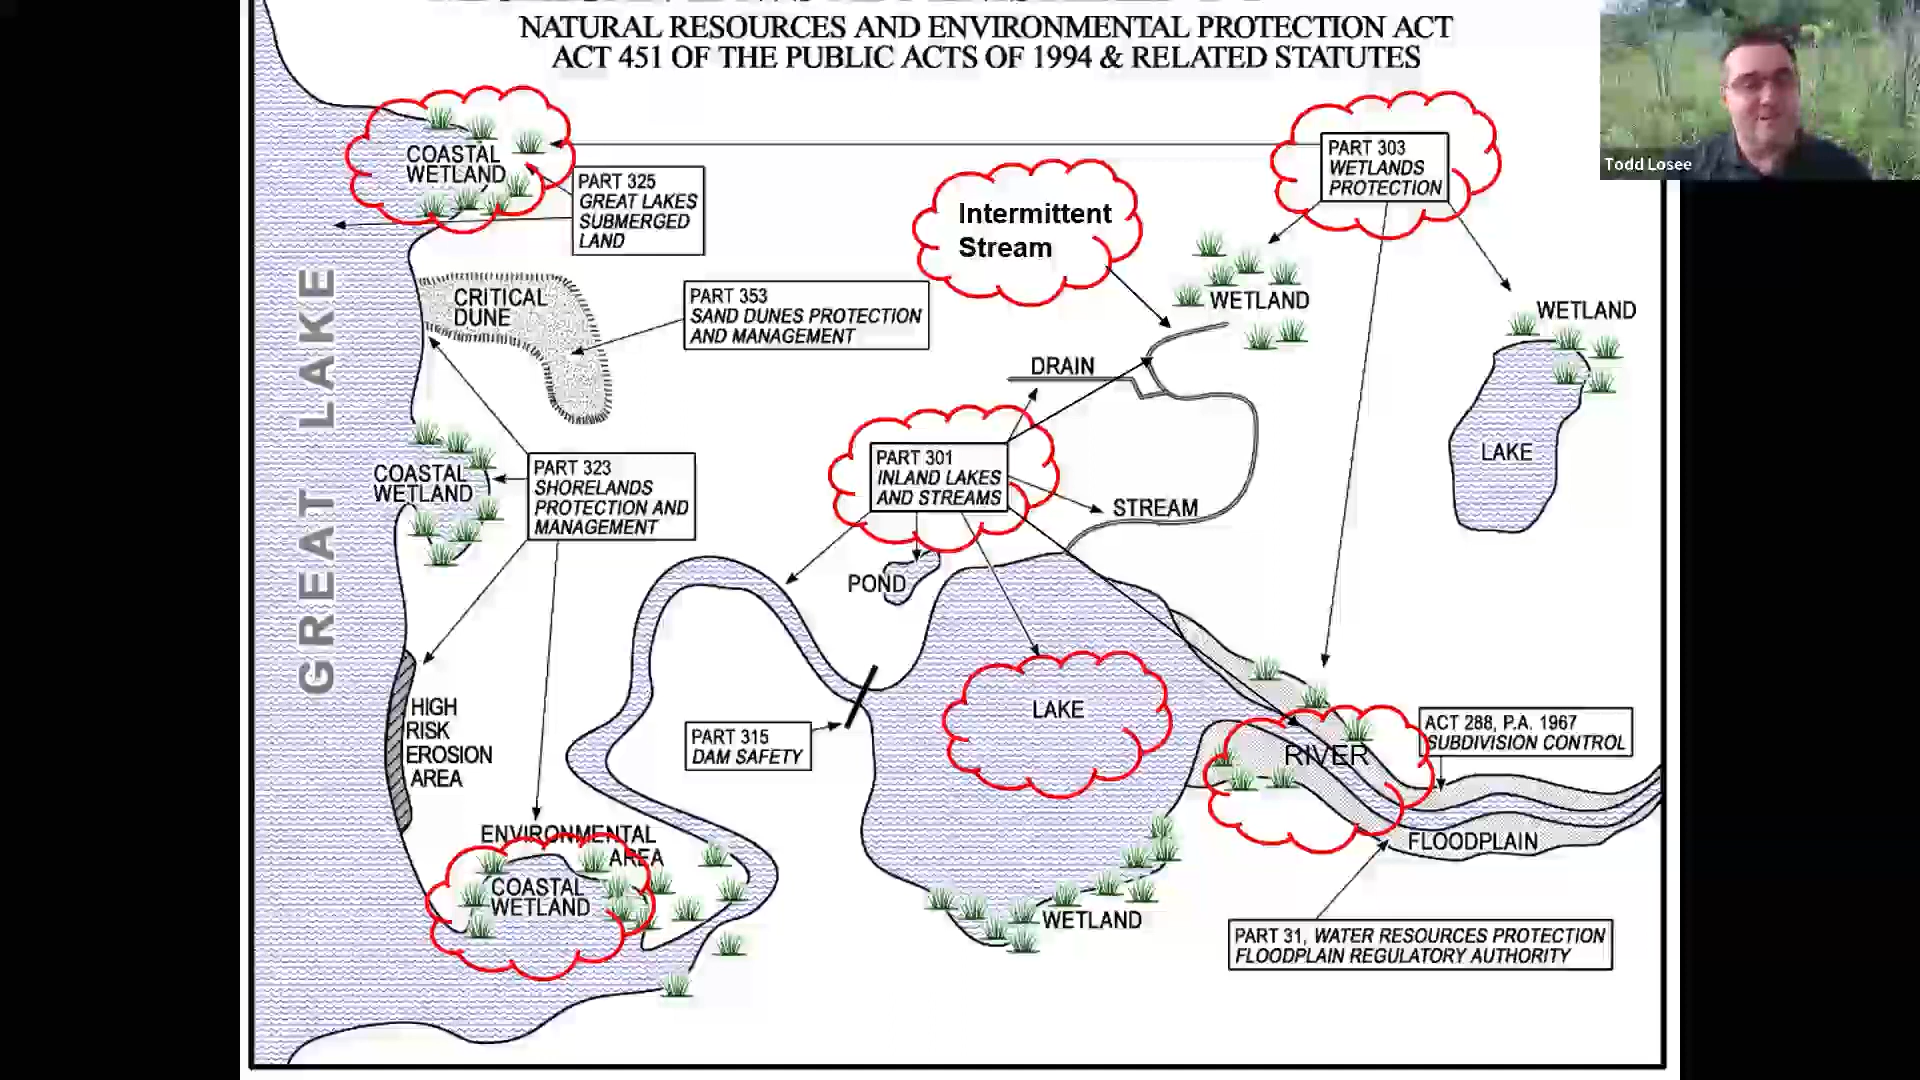 NATURAL RESOURCES AND ENVIRONMENTAL PROTECTION ACT
ACT 451 OF THE PUBLIC ACTS OF 1994 & RELATED STATUTES
Todd Losee
COASTAL
WETLAND
PART 325
GREAT LAKES
SUBMERGED
LAND
PART 303
WETLANDS
PROTECTION
Intermittent
Stream
WETLAND
WETLAND
LAKE
GREAT LAKE
CRITICAL
DUNE
PART 353
SAND DUNES PROTECTION
AND MANAGEMENT
DRAIN
COASTAL
WETLAND
PART 323
SHORELANDS
PROTECTION AND
MANAGEMENT
PART 301
INLAND LAKES
AND STREAMS
STREAM
POND
LAKE
HIGH
RISK
EROSION
AREA
PART 315
DAM SAFETY
RIVER
ACT 288, P.A. 1967
SUBDIVISION CONTROL
FLOODPLAIN
ENVIRONMENTAL
AREA
COASTAL
WETLAND
WETLAND
PART 31, WATER RESOURCES PROTECTION
FLOODPLAIN REGULATORY AUTHORITY